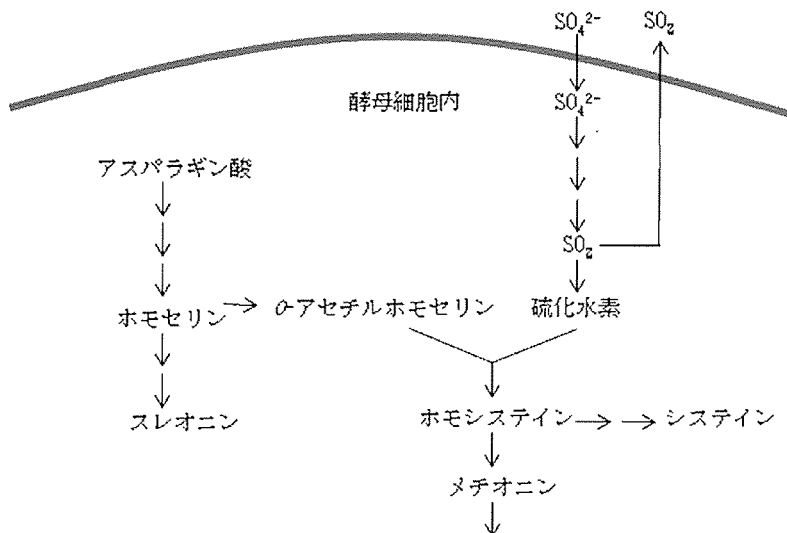 SO₄²⁻ SO₂
酵母細胞内 SO₄²⁻
アスパラギン酸
SO₂
ホモセリン O-アセチルホモセリン 硫化水素
スレオニン ホモシステイン システイン
メチオニン